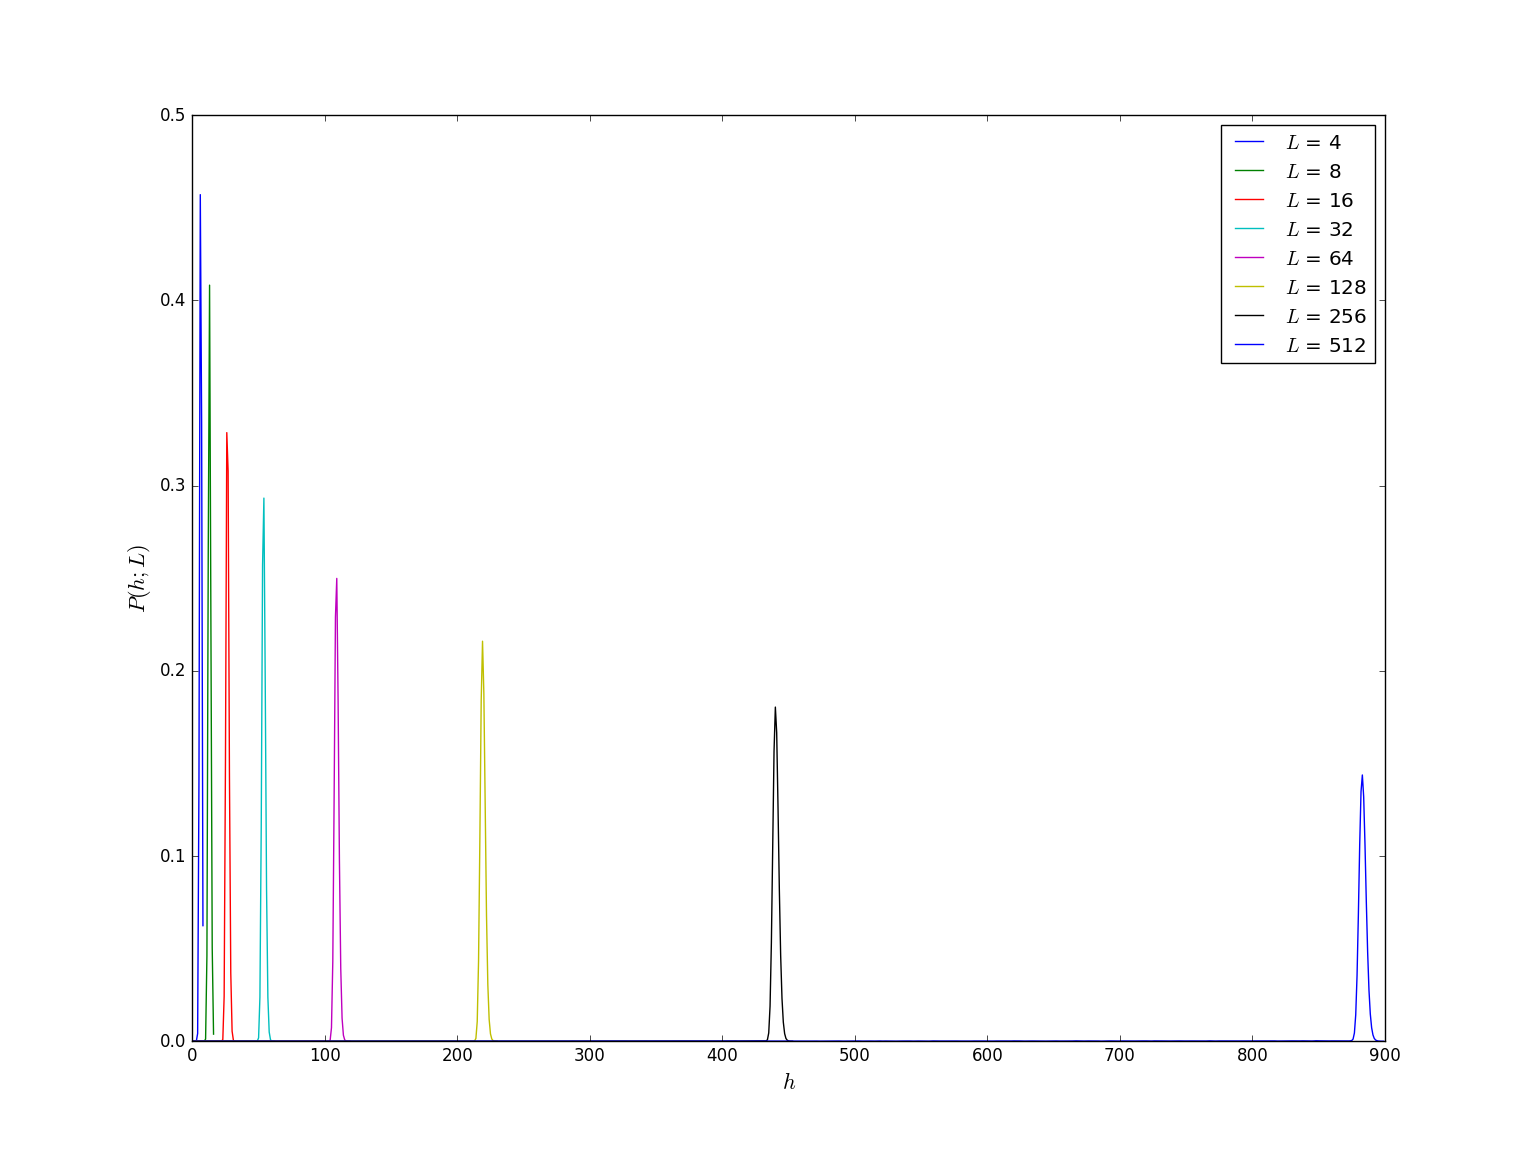 0.5
0.4
0.3
0.2
0.1
0.0
P(h; L)
0 100 200 300 400 500 600 700 800 900
h
L = 4
L = 8
L = 16
L = 32
L = 64
L = 128
L = 256
L = 512